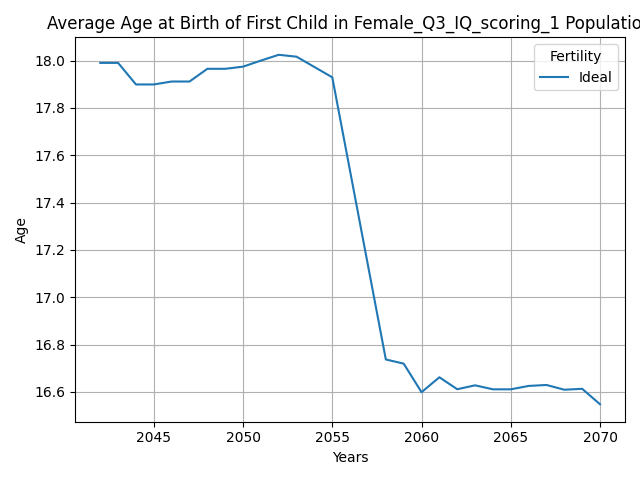 Average Age at Birth of First Child in Female_Q3_IQ_scoring_1 Populatio
Fertility
Ideal
18.0
17.8
17.6
17.4
17.2
17.0
16.8
16.6
Age
2045 2050 2055 2060 2065 2070
Years